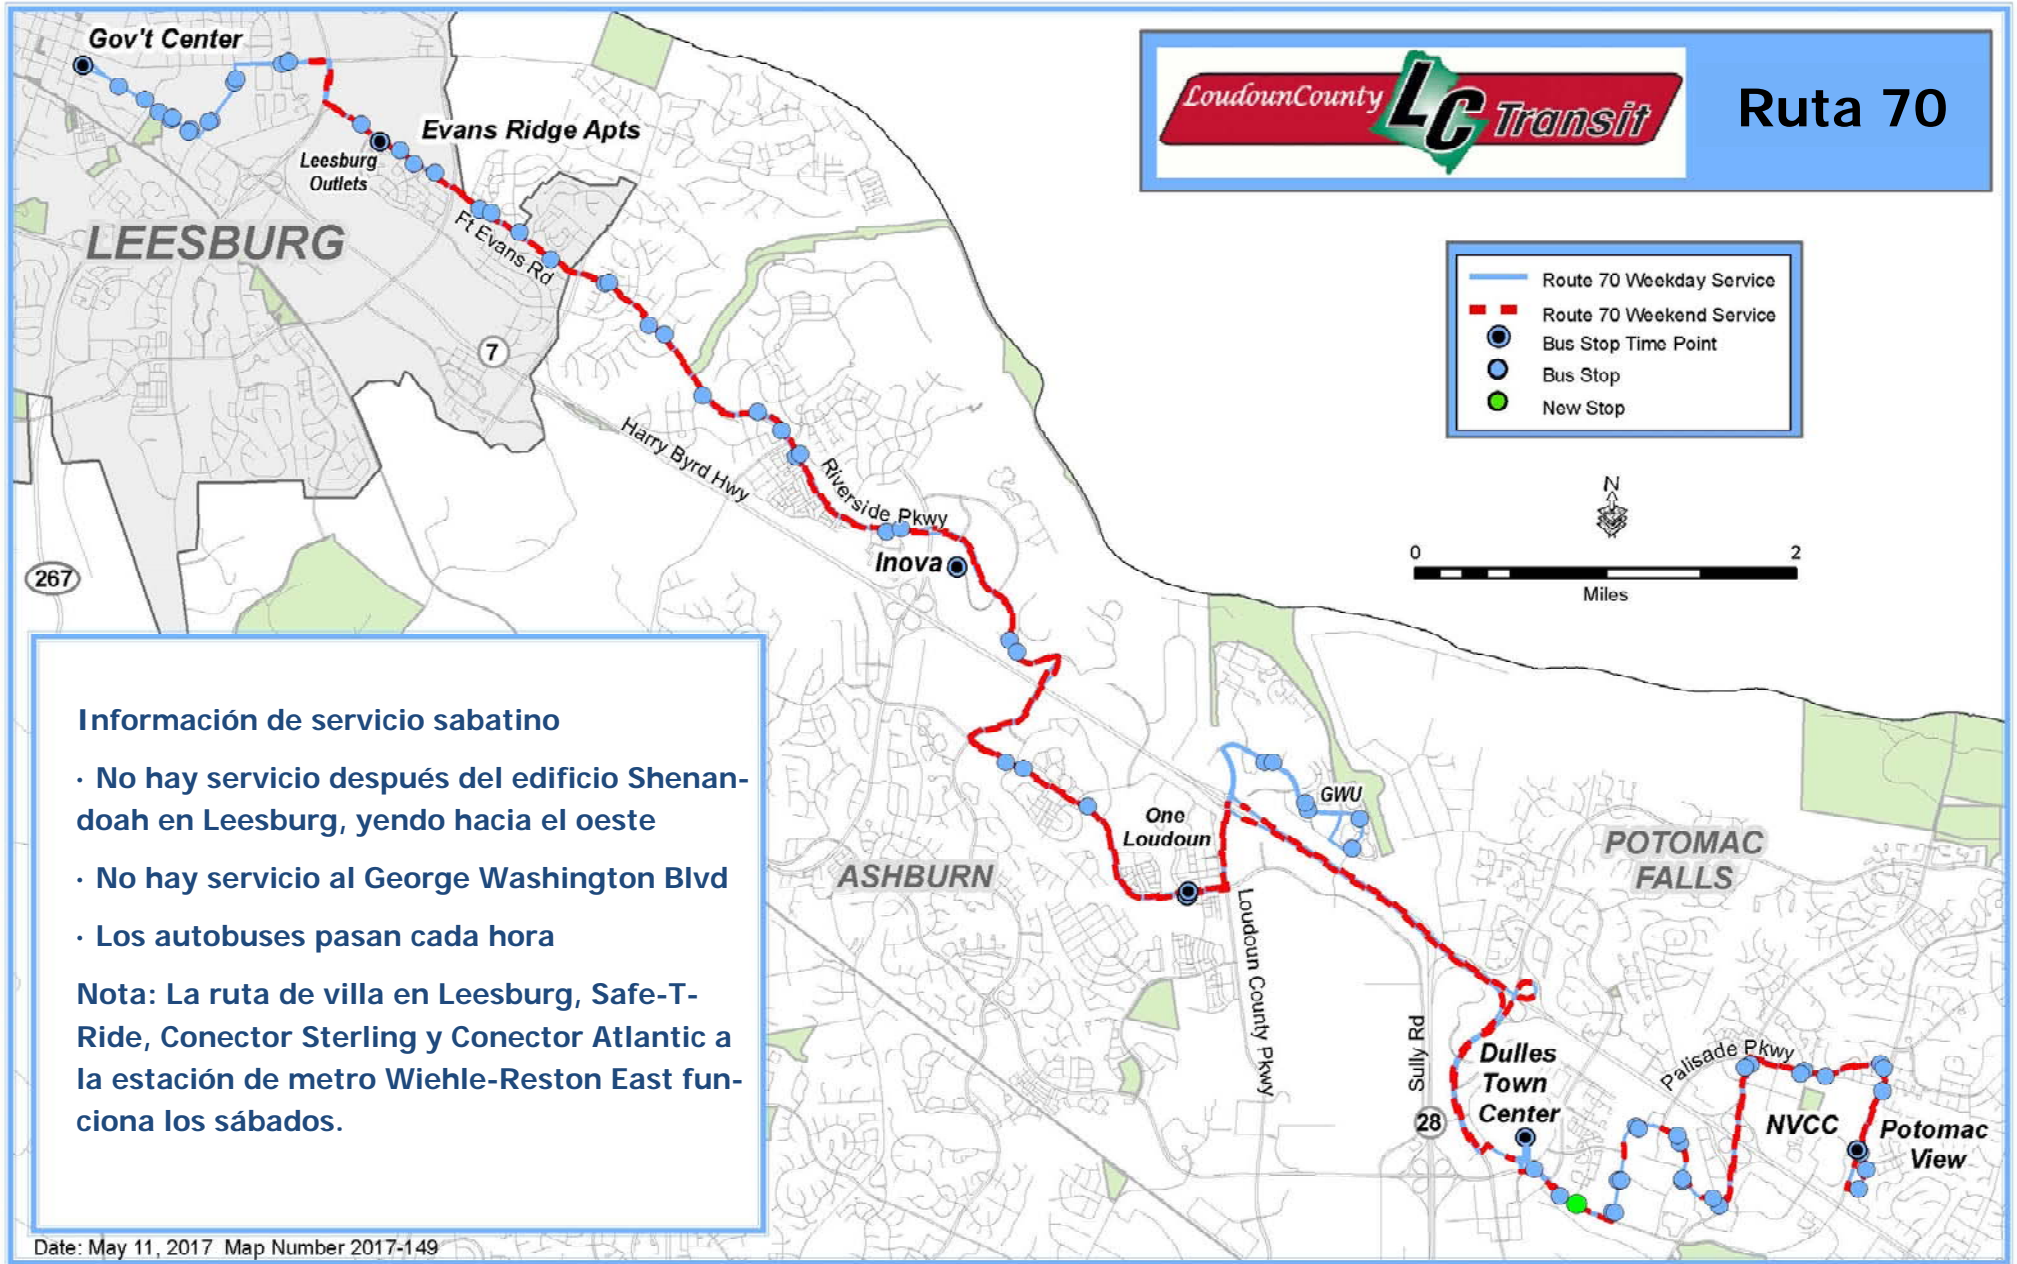 Gov't Center
Evans Ridge Apts
Leesburg
Outlets
LEESBURG
Ft Evans Rd
7
Harry Byrd Hwy
Riverside Pkwy
Inova
267
LoudounCounty LC Transit
Ruta 70
Route 70 Weekday Service
Route 70 Weekend Service
Bus Stop Time Point
Bus Stop
New Stop
N
0 2
Miles
Información de servicio sabatino
· No hay servicio después del edificio Shenan-
doah en Leesburg, yendo hacia el oeste
· No hay servicio al George Washington Blvd
· Los autobuses pasan cada hora
Nota: La ruta de villa en Leesburg, Safe-T-
Ride, Conector Sterling y Conector Atlantic a
la estación de metro Wiehle-Reston East fun-
ciona los sábados.
GWU
One
Loudoun
ASHBURN
POTOMAC
FALLS
Loudoun County Pkwy
Sully Rd
28
Dulles
Town
Center
Palisade Pkwy
NVCC
Potomac
View
Date: May 11, 2017 Map Number 2017-149